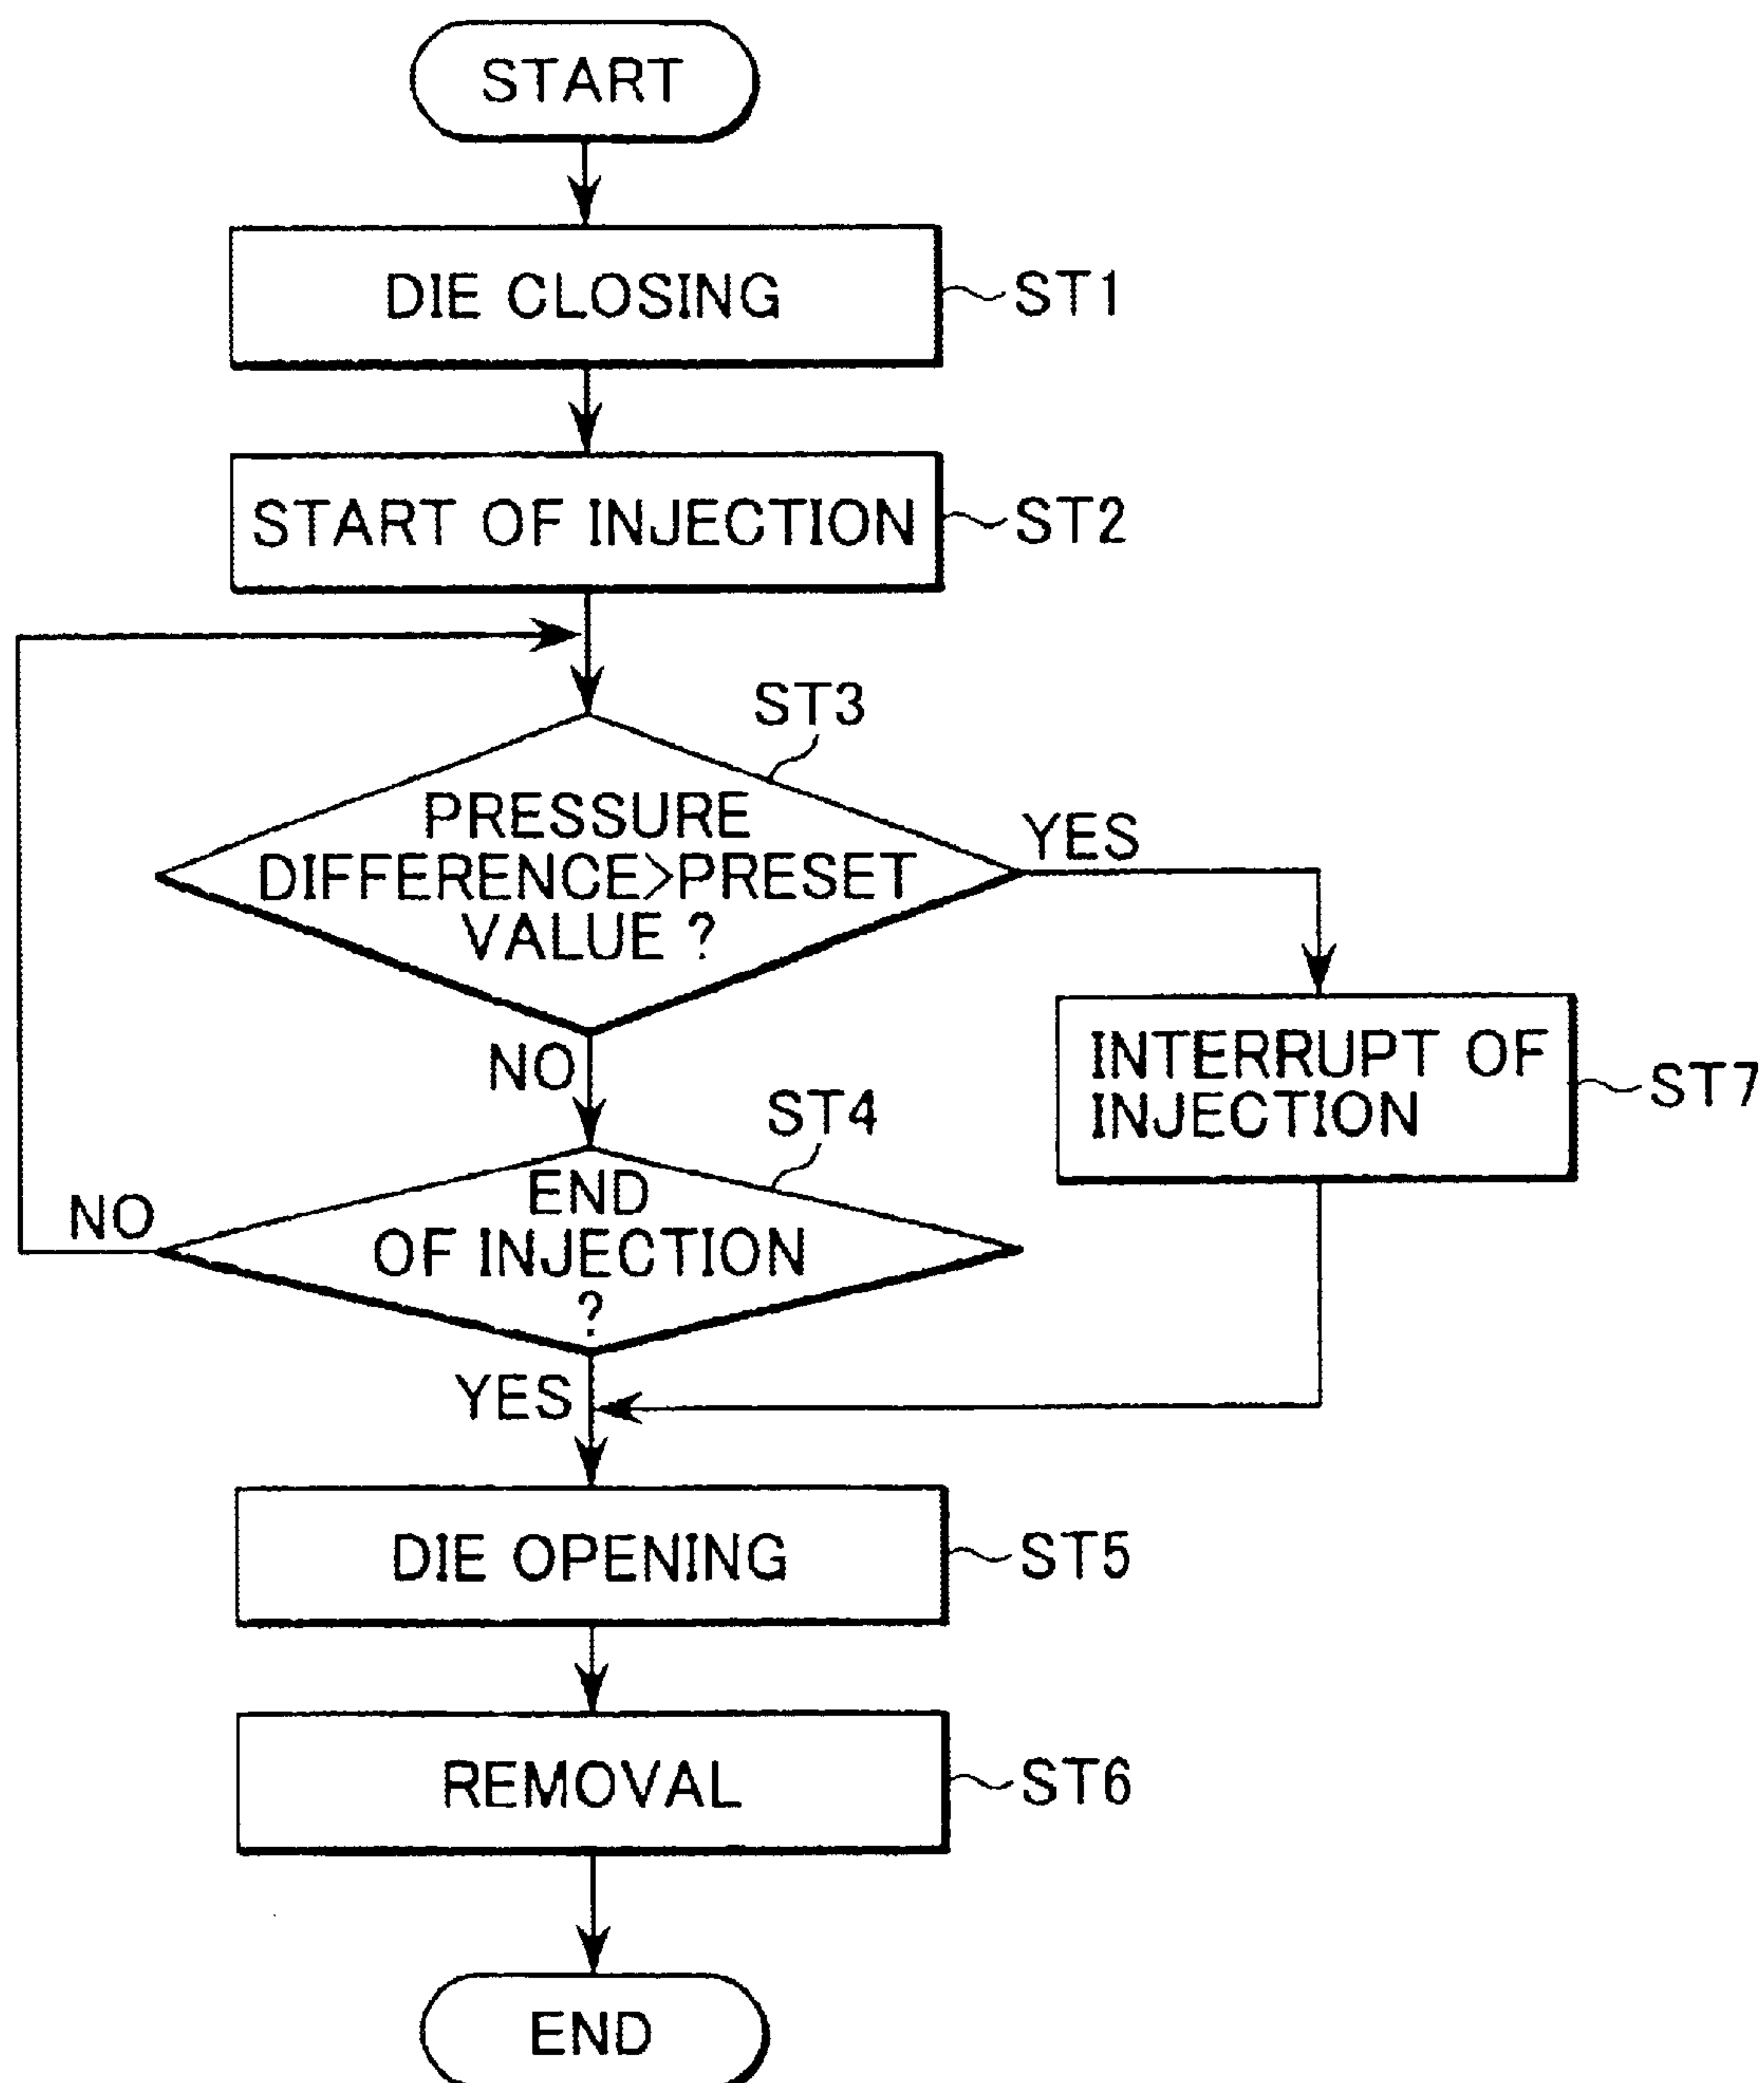 START
DIE CLOSING
ST1
START OF INJECTION
ST2
ST3
PRESSURE
DIFFERENCE>PRESET
VALUE ?
YES
NO
INTERRUPT OF
INJECTION
ST7
ST4
END
OF INJECTION
?
NO
YES
DIE OPENING
ST5
REMOVAL
ST6
END